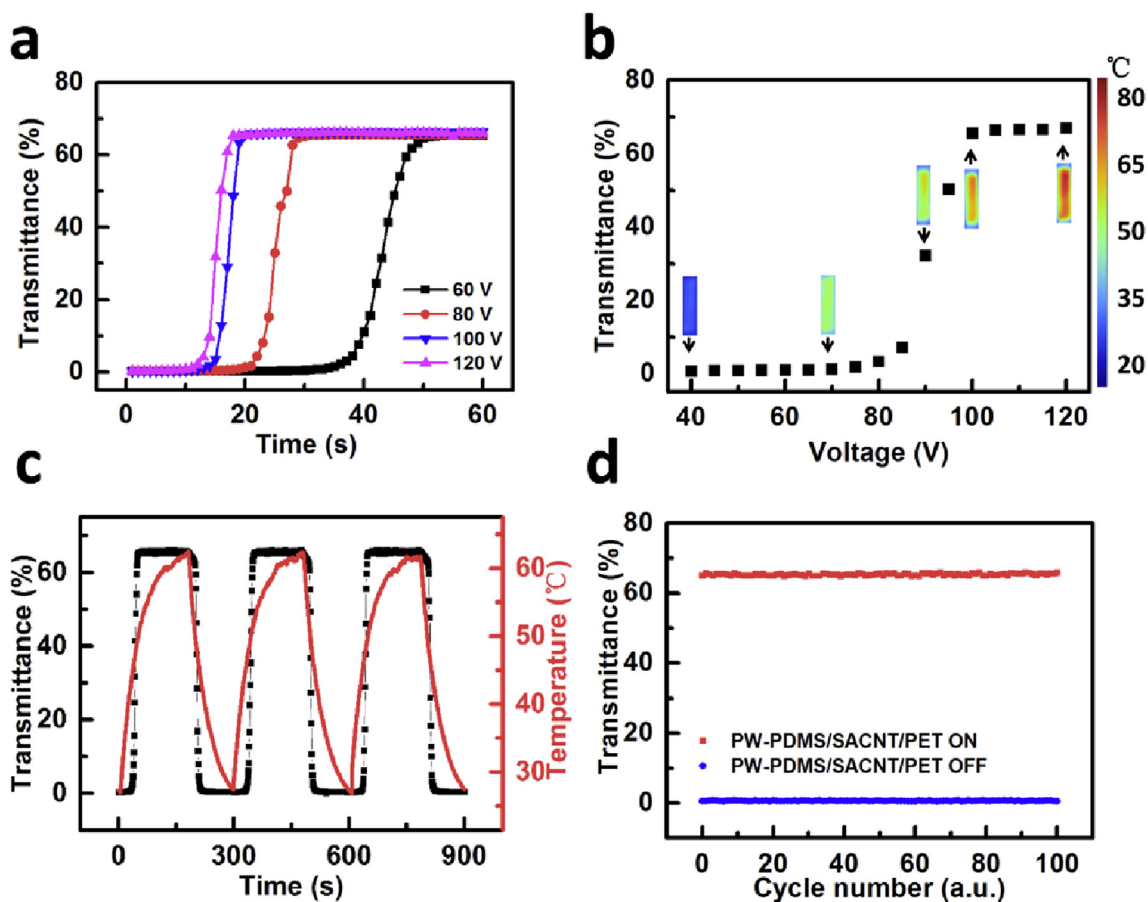 a
Transmittance (%)
80
60
40
20
0
0 20 40 60
Time (s)
60 V
80 V
100 V
120 V
b
Transmittance (%)
80
60
40
20
0
40 60 80 100 120
Voltage (V)
℃
80
65
50
35
20
c
Transmittance (%)
60
40
20
0
0 300 600 900
Time (s)
Temperature (℃)
60
50
40
30
d
Transmittance (%)
80
60
40
20
0
0 20 40 60 80 100
Cycle number (a.u.)
PW-PDMS/SACNT/PET ON
PW-PDMS/SACNT/PET OFF